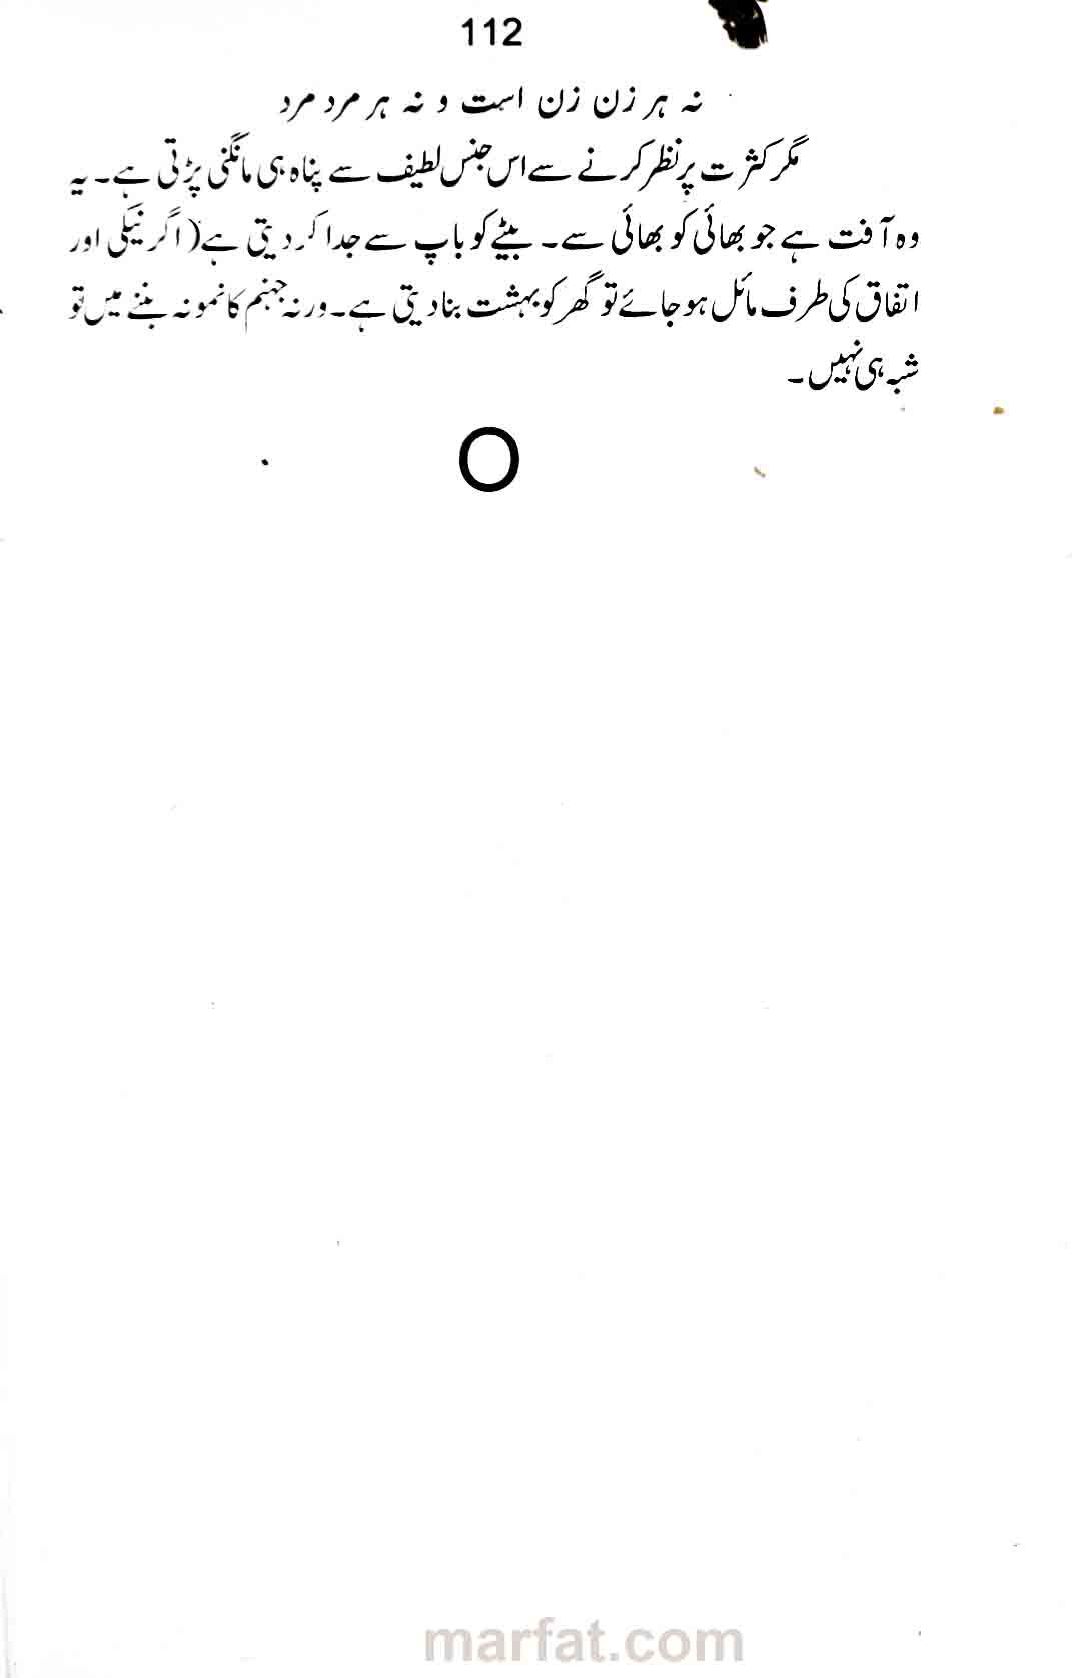 112
نہ ہر زن زن است و نہ ہر مرد مرد
مگر کثرت پر نظر کرنے سے اس جنس لطیف سے پناہ ہی مانگنی پڑتی ہے۔ یہ
وہ آفت ہے جو بھائی کو بھائی سے۔ بیٹے کو باپ سے جدا کر دیتی ہے (اگر نیکی اور
اتفاق کی طرف مائل ہو جائے تو گھر کو بہشت بنا دیتی ہے۔ ورنہ جہنم کا نمونہ بننے میں تو
شبہ ہی نہیں۔
marfat.com